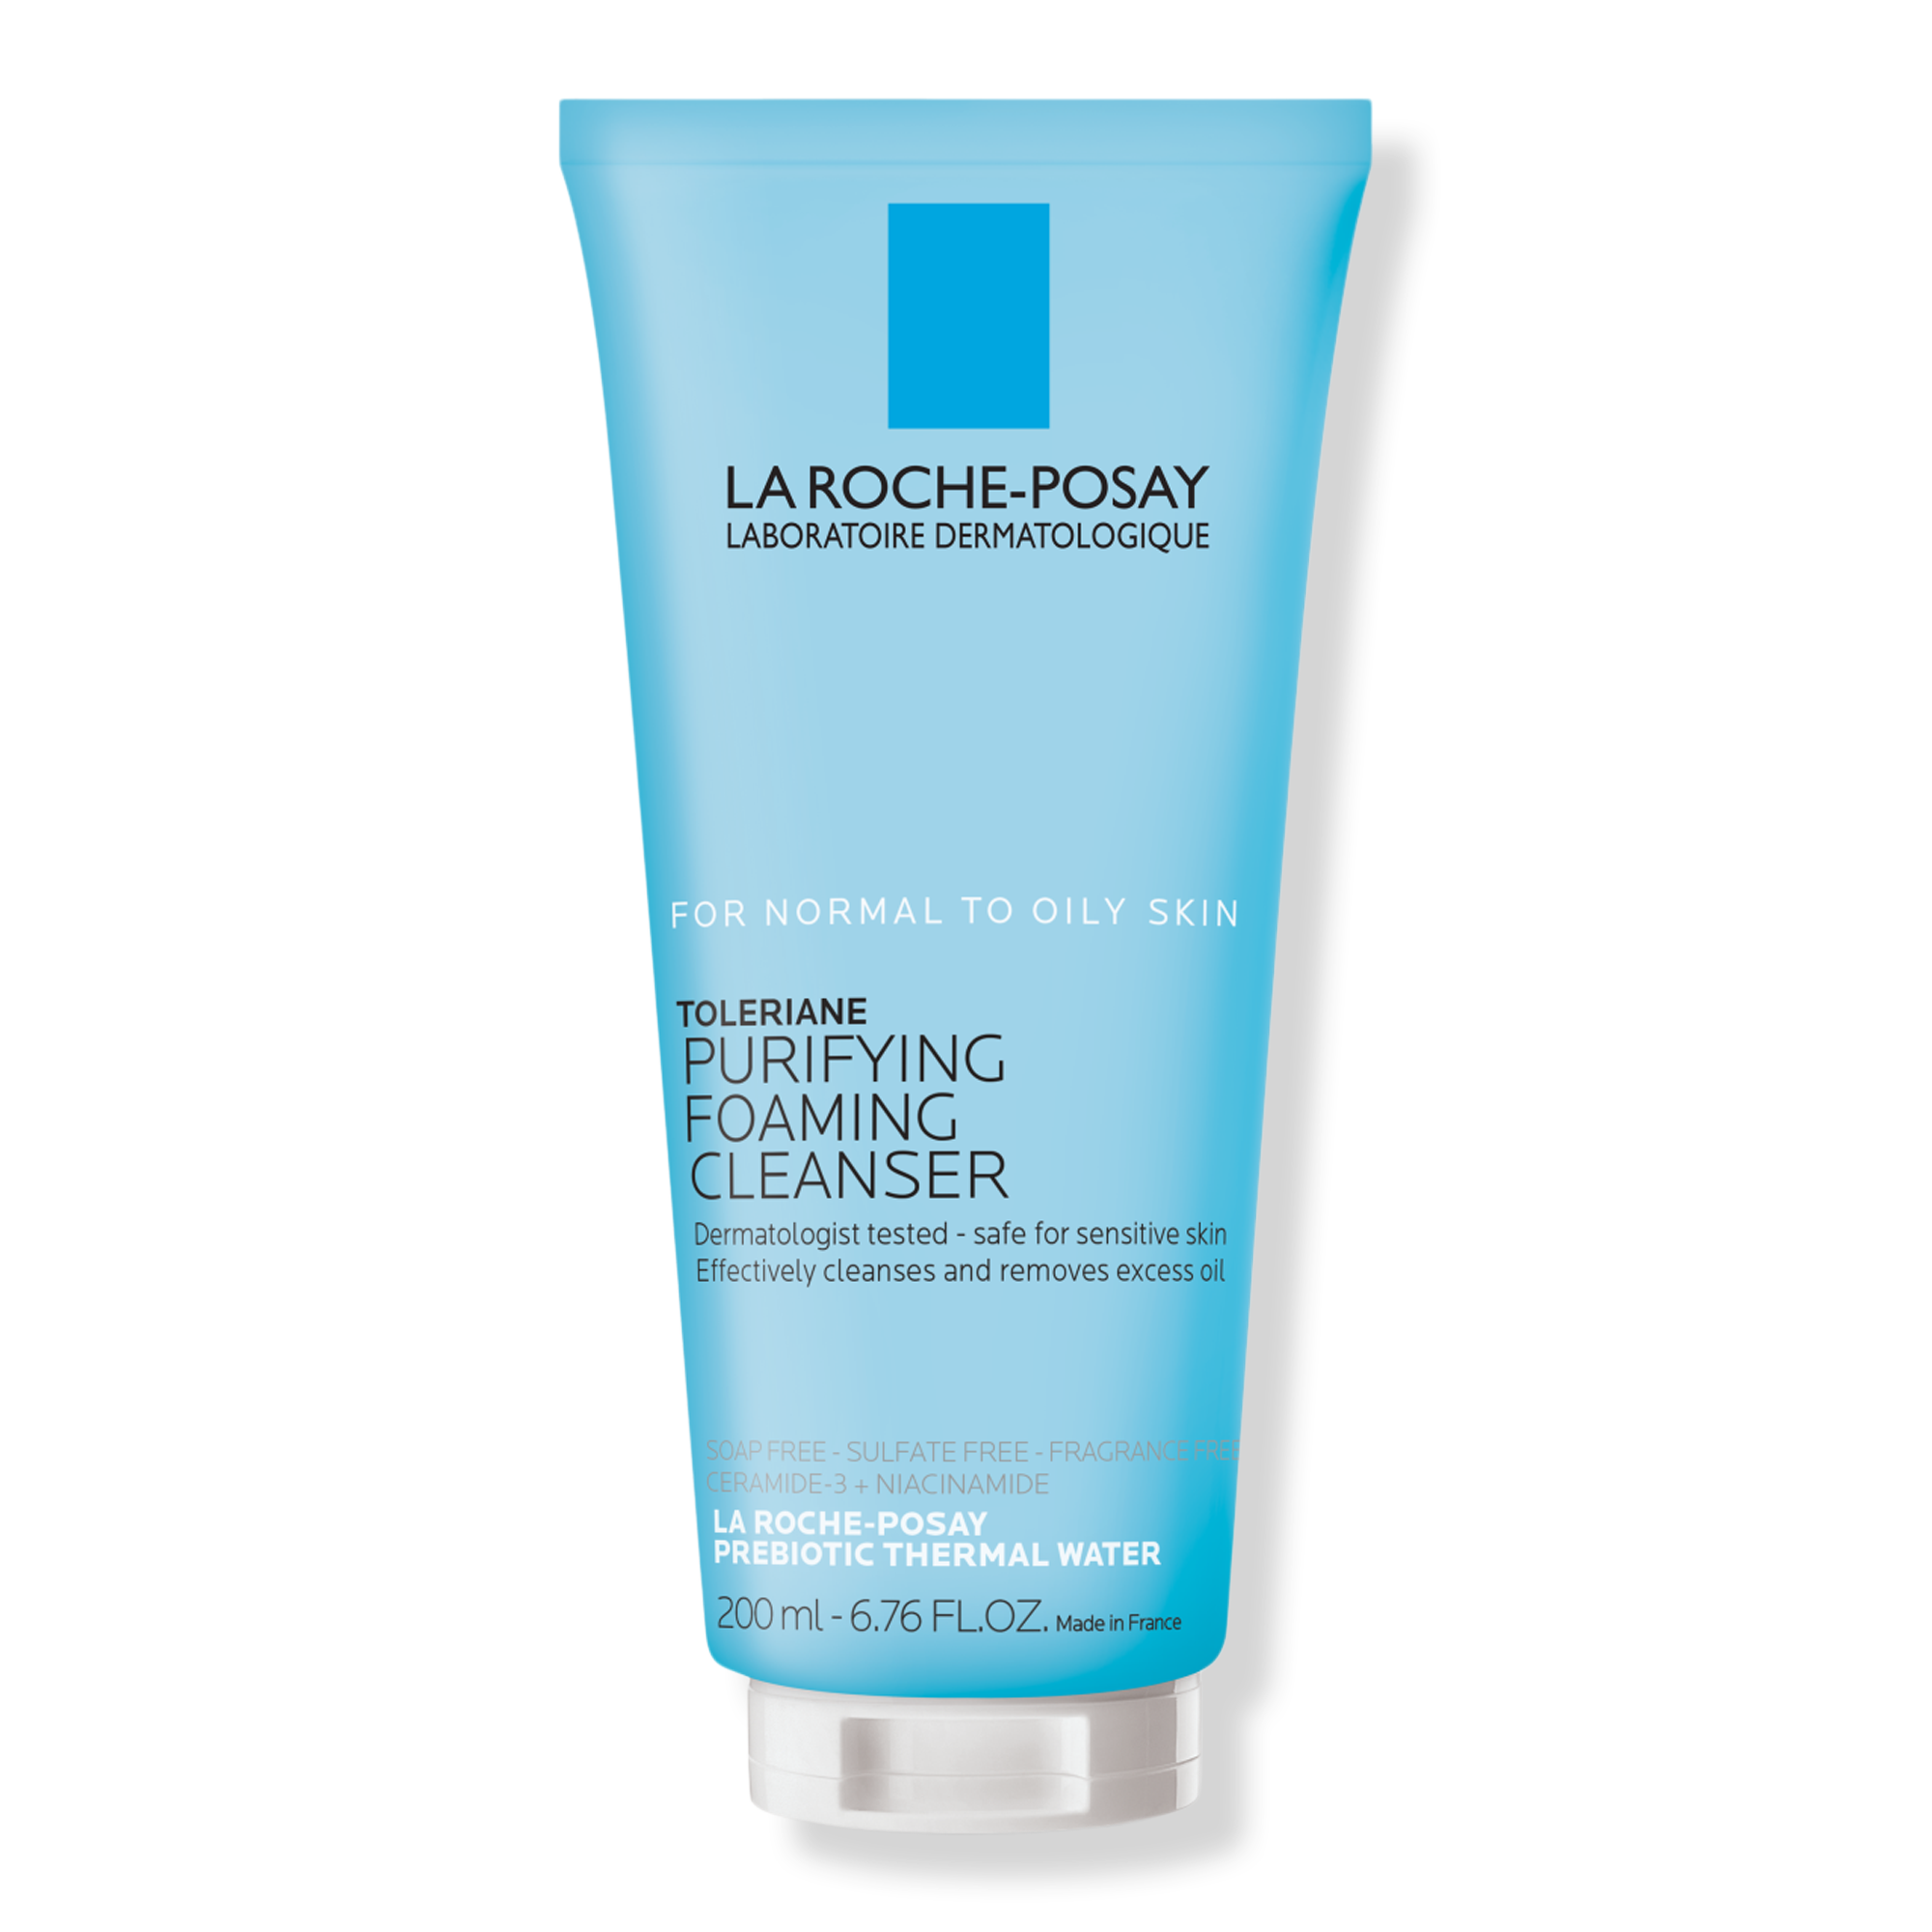 LA ROCHE-POSAY
LABORATOIRE DERMATOLOGIQUE
FOR NORMAL TO OILY SKIN
TOLERIANE
PURIFYING
FOAMING
CLEANSER
Dermatologist tested - safe for sensitive skin
Effectively cleanses and removes excess oil
SOAP FREE - SULFATE FREE - FRAGRANCE FREE
CERAMIDE-3 + NIACINAMIDE
LA ROCHE-POSAY
PREBIOTIC THERMAL WATER
200 ml - 6.76 FL.OZ. Made in France